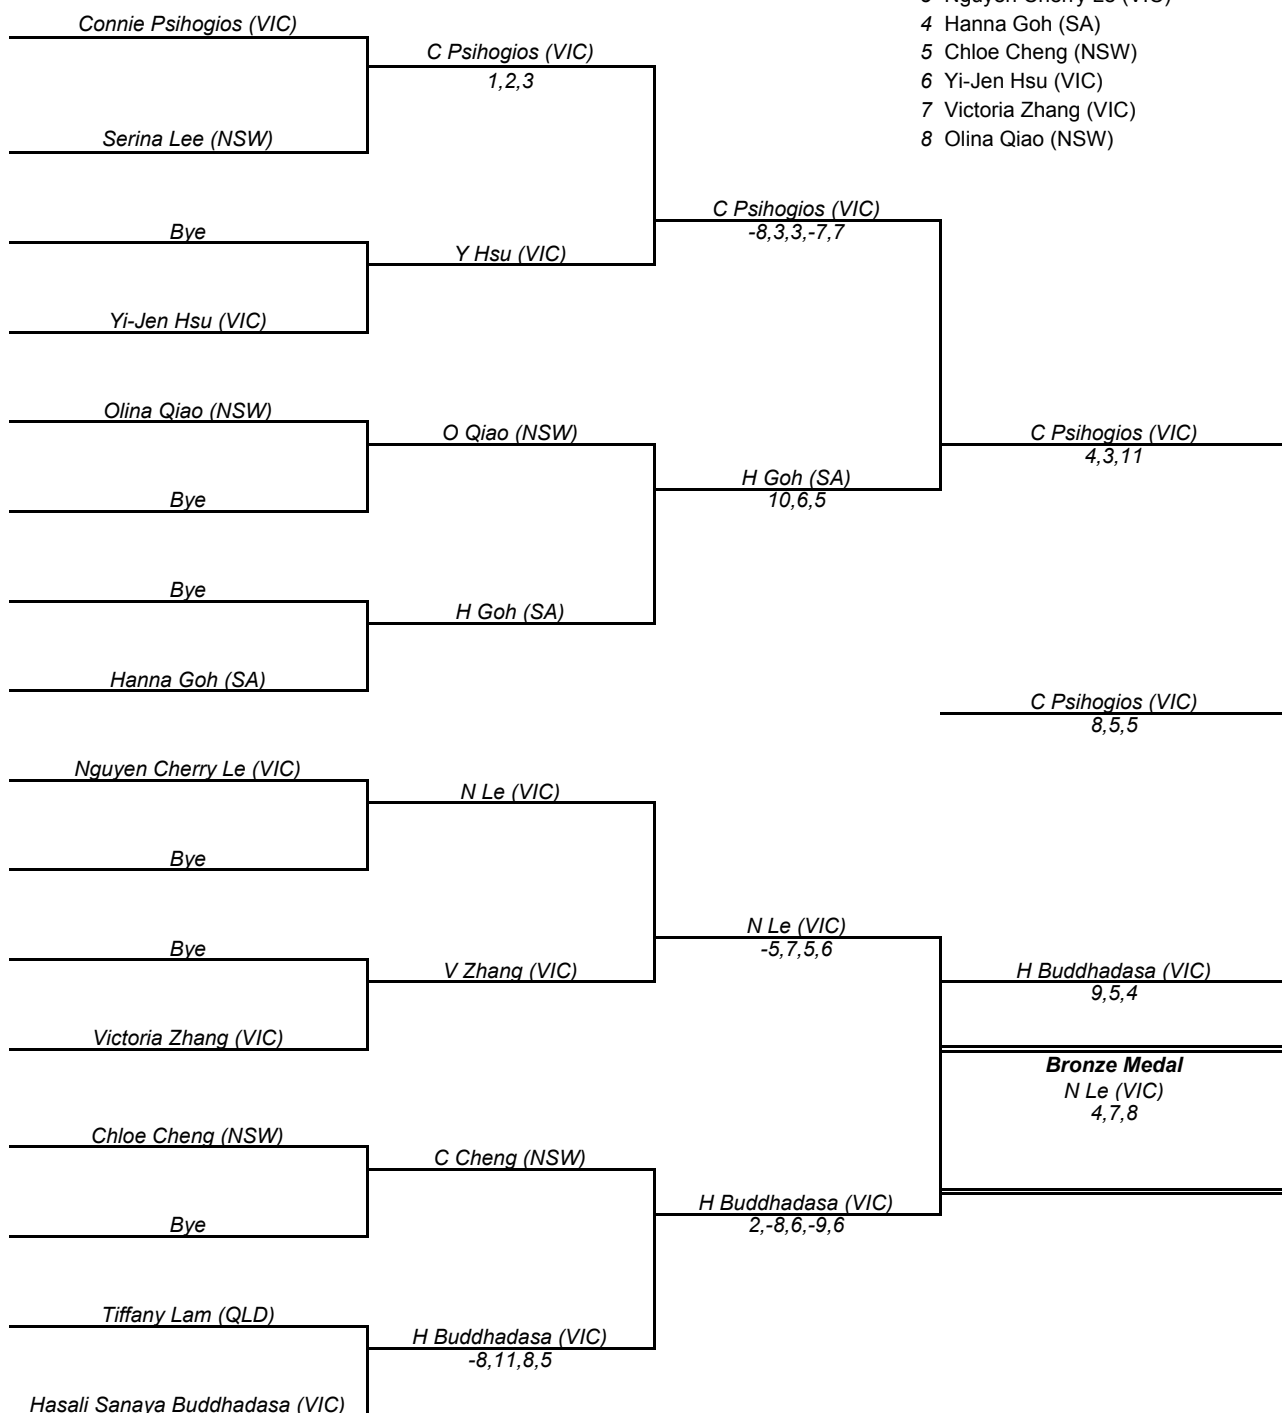 3 Nguyen Cherry Le (VIC)
4 Hanna Goh (SA)
5 Chloe Cheng (NSW)
6 Yi-Jen Hsu (VIC)
7 Victoria Zhang (VIC)
8 Olina Qiao (NSW)
Connie Psihogios (VIC)
C Psihogios (VIC)
1,2,3
Serina Lee (NSW)
C Psihogios (VIC)
-8,3,3,-7,7
Bye
Y Hsu (VIC)
Yi-Jen Hsu (VIC)
Olina Qiao (NSW)
O Qiao (NSW)
C Psihogios (VIC)
4,3,11
H Goh (SA)
10,6,5
Bye
Bye
H Goh (SA)
Hanna Goh (SA)
C Psihogios (VIC)
8,5,5
Nguyen Cherry Le (VIC)
N Le (VIC)
Bye
N Le (VIC)
-5,7,5,6
Bye
V Zhang (VIC)
H Buddhadasa (VIC)
9,5,4
Victoria Zhang (VIC)
Bronze Medal
N Le (VIC)
4,7,8
Chloe Cheng (NSW)
C Cheng (NSW)
H Buddhadasa (VIC)
2,-8,6,-9,6
Bye
Tiffany Lam (QLD)
H Buddhadasa (VIC)
-8,11,8,5
Hasali Sanaya Buddhadasa (VIC)